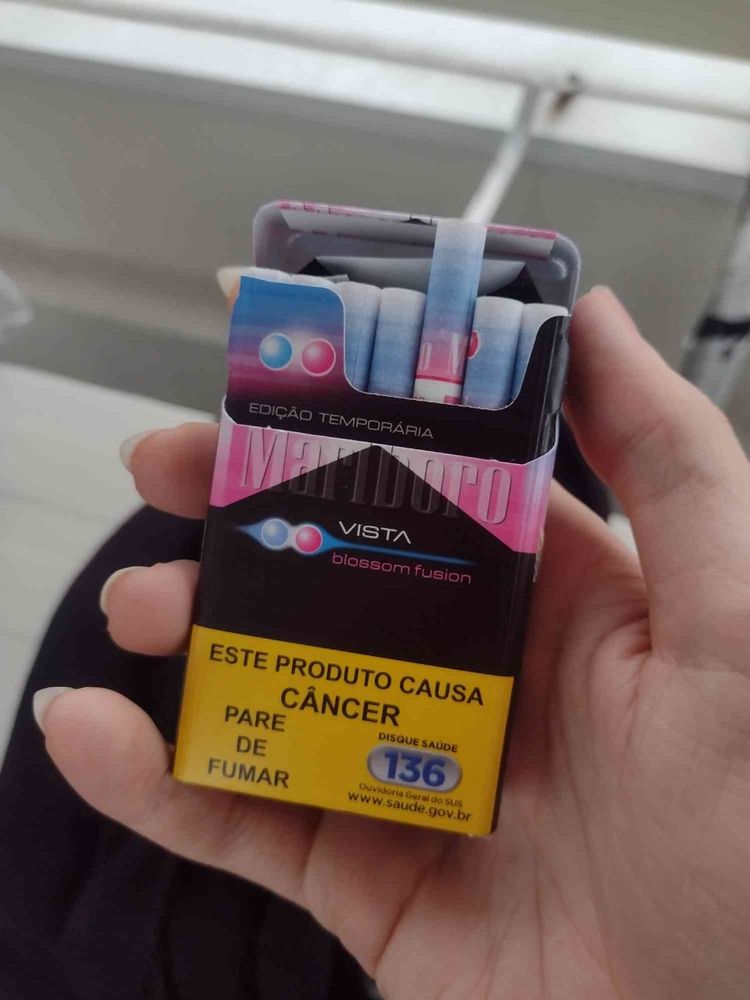 EDIÇÃO TEMPORÁRIA
Marlboro
VISTA
blossom fusion
ESTE PRODUTO CAUSA
CÂNCER
PARE
DE
FUMAR
DISQUE SAÚDE
136
Ouvidoria Geral do SUS
www.saude.gov.br